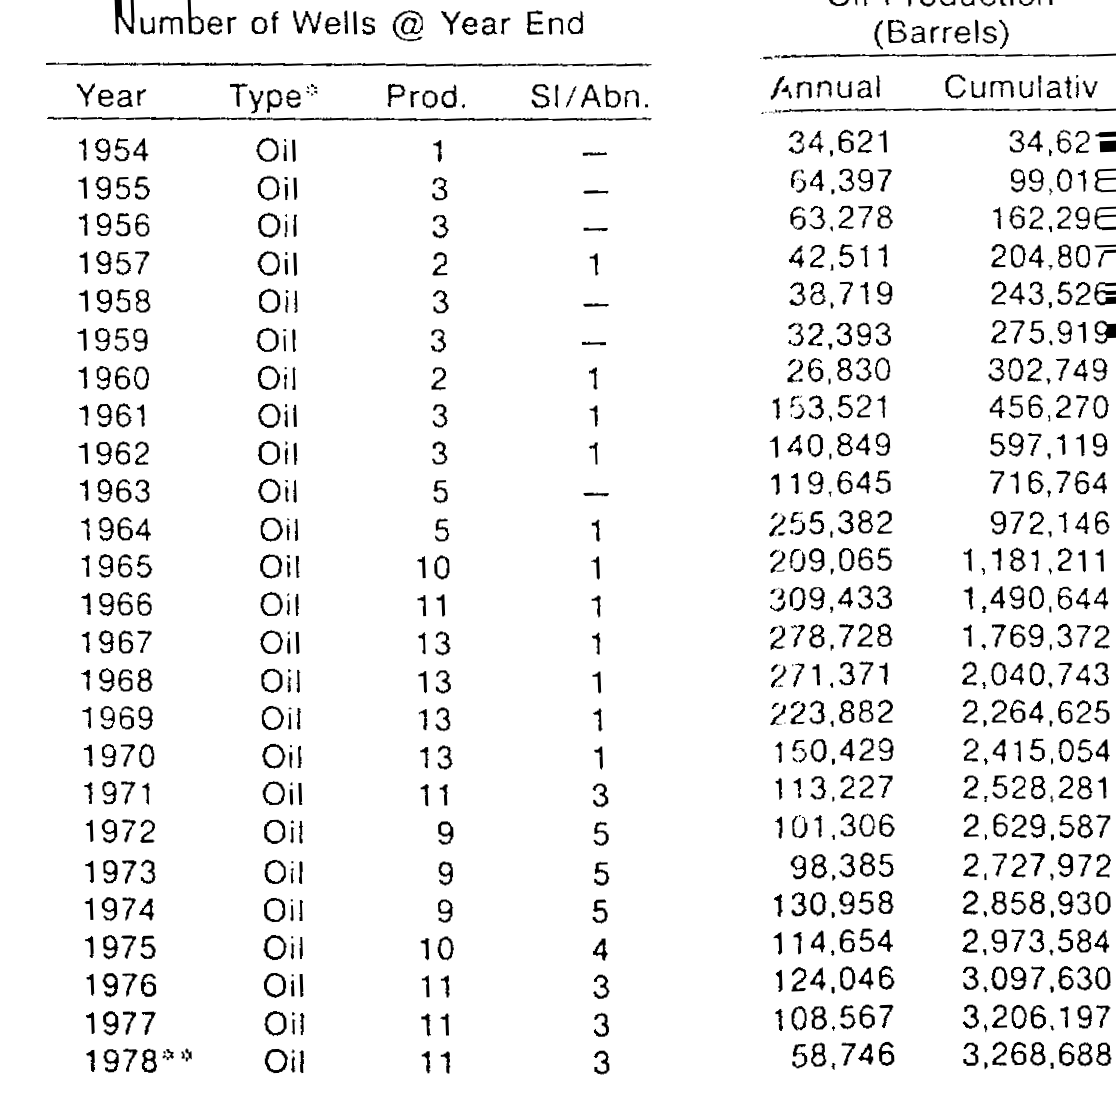 Number of Wells @ Year End
Oil Production
(Barrels)
Year Type* Prod. SI/Abn. Annual Cumulativ
1954 Oil 1 — 34,621 34,62
1955 Oil 3 — 64,397 99,018
1956 Oil 3 — 63,278 162,296
1957 Oil 2 1 42,511 204,807
1958 Oil 3 — 38,719 243,526
1959 Oil 3 — 32,393 275,919
1960 Oil 2 1 26,830 302,749
1961 Oil 3 1 153,521 456,270
1962 Oil 3 1 140,849 597,119
1963 Oil 5 — 119,645 716,764
1964 Oil 5 1 255,382 972,146
1965 Oil 10 1 209,065 1,181,211
1966 Oil 11 1 309,433 1,490,644
1967 Oil 13 1 278,728 1,769,372
1968 Oil 13 1 271,371 2,040,743
1969 Oil 13 1 223,882 2,264,625
1970 Oil 13 1 150,429 2,415,054
1971 Oil 11 3 113,227 2,528,281
1972 Oil 9 5 101,306 2,629,587
1973 Oil 9 5 98,385 2,727,972
1974 Oil 9 5 130,958 2,858,930
1975 Oil 10 4 114,654 2,973,584
1976 Oil 11 3 124,046 3,097,630
1977 Oil 11 3 108,567 3,206,197
1978** Oil 11 3 58,746 3,268,688